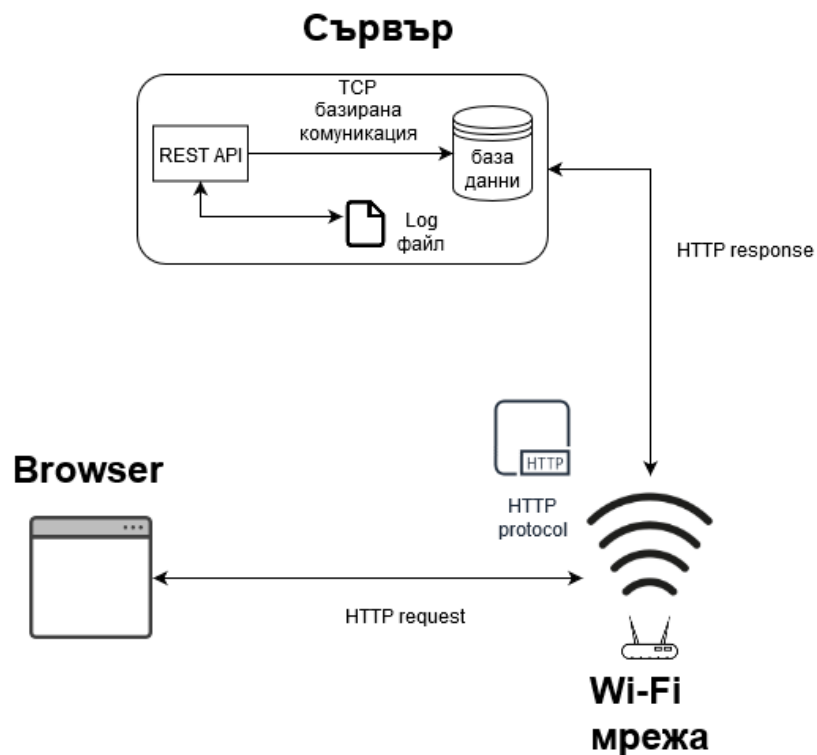 Сървър
TCP
базирана
комуникация
REST API
база
данни
Log
файл
HTTP response
HTTP
HTTP
protocol
Browser
HTTP request
Wi-Fi
мрежа